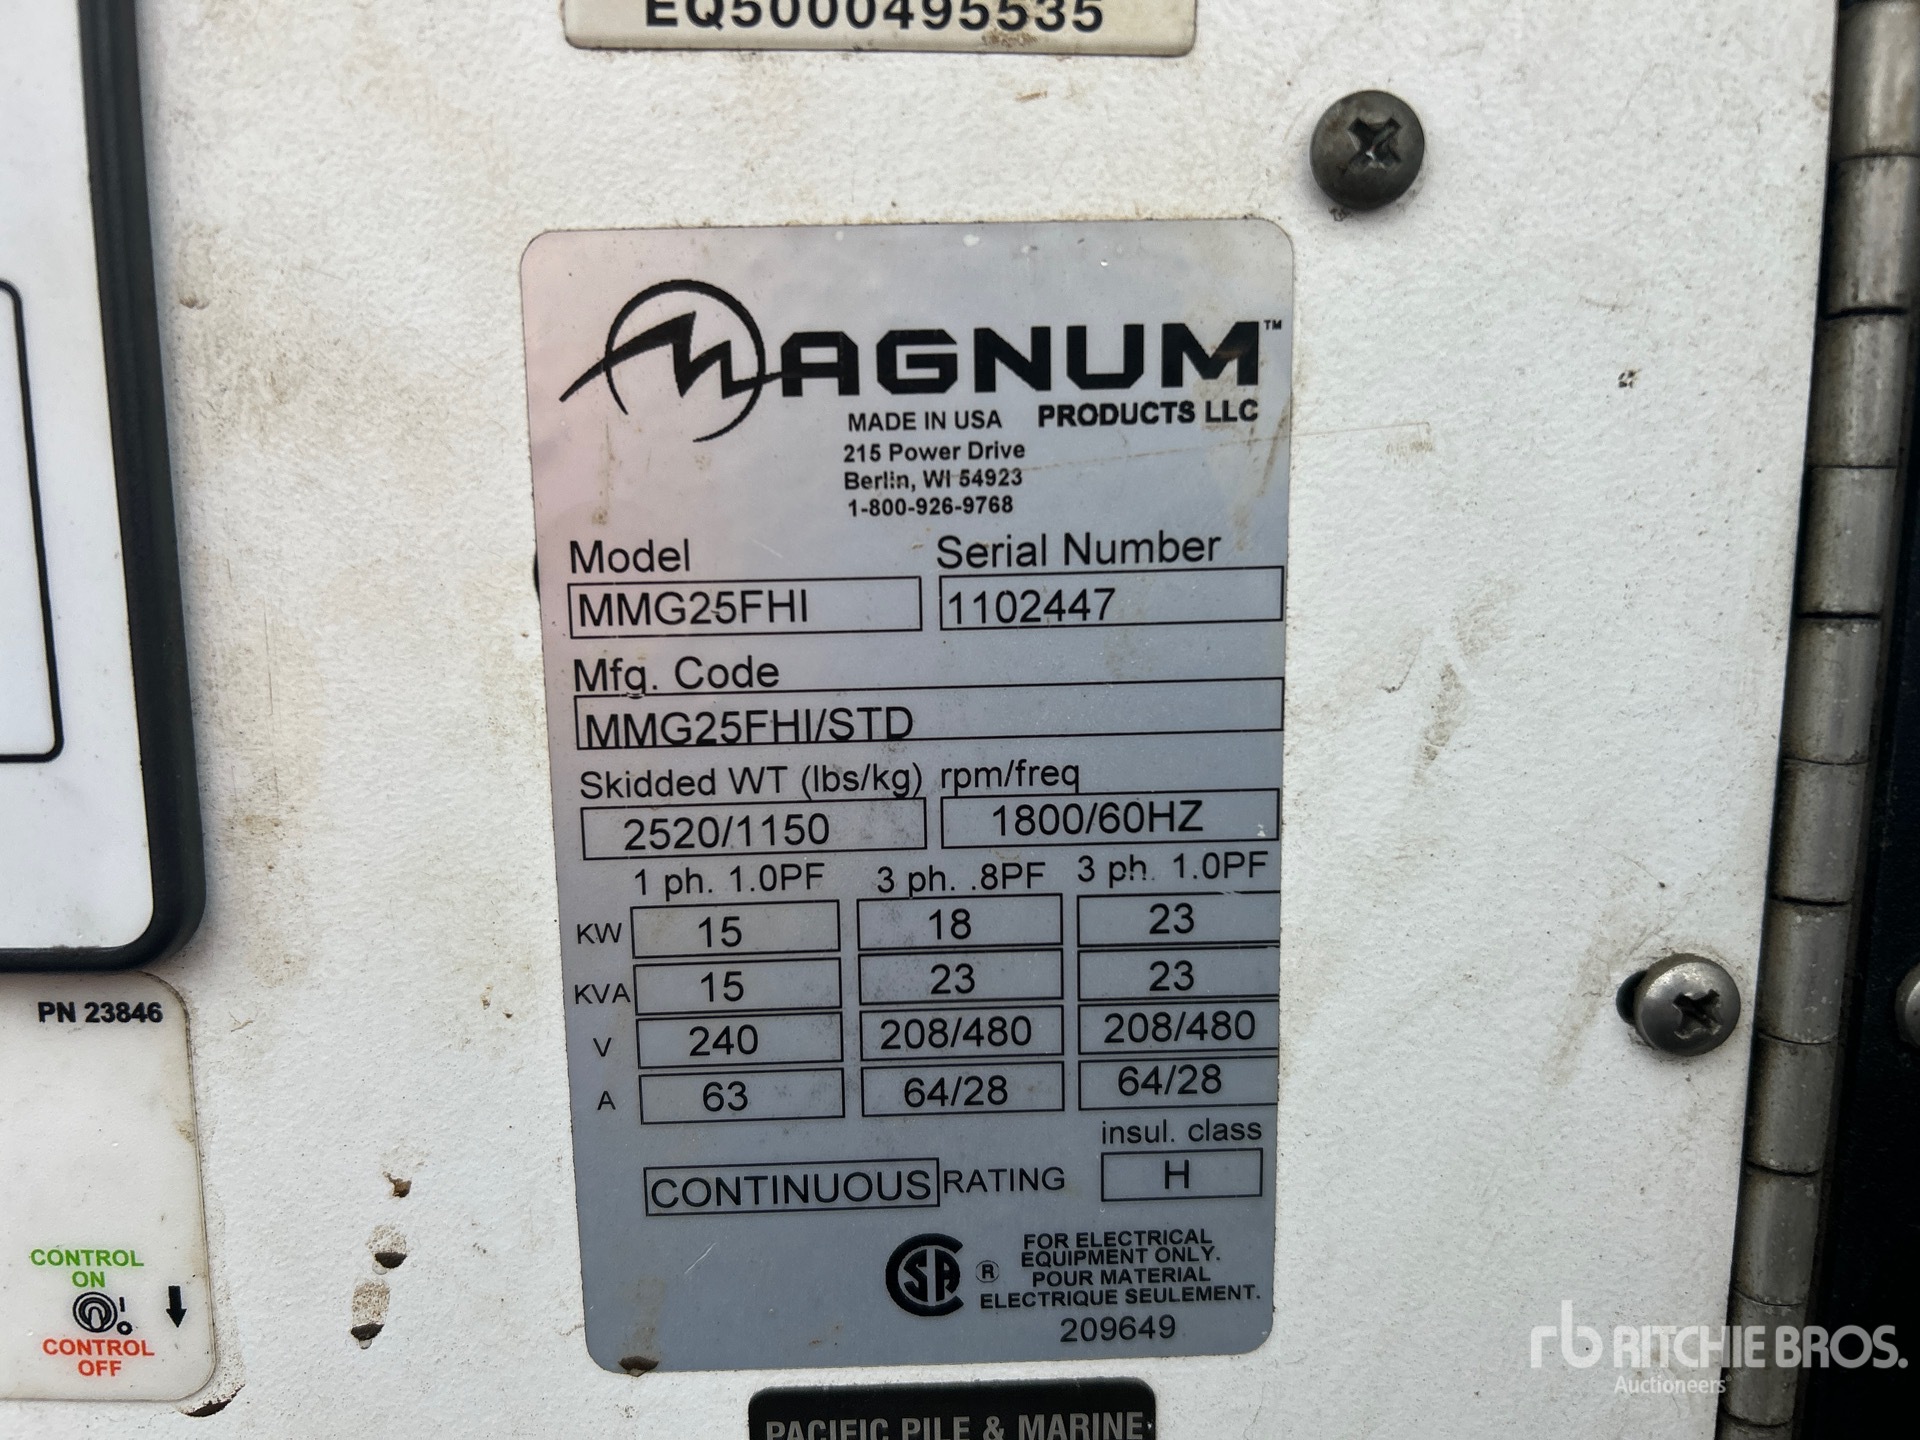 EQ5000495535
MAGNUM™
MADE IN USA PRODUCTS LLC
215 Power Drive
Berlin, WI 54923
1-800-926-9768
Model Serial Number
MMG25FHI 1102447
Mfg. Code
MMG25FHI/STD
Skidded WT (lbs/kg) rpm/freq
2520/1150 1800/60HZ
1 ph. 1.0PF 3 ph. .8PF 3 ph. 1.0PF
KW 15 18 23
KVA 15 23 23
V 240 208/480 208/480
A 63 64/28 64/28
insul. class
CONTINUOUS RATING H
CSA ® FOR ELECTRICAL
EQUIPMENT ONLY.
POUR MATERIAL
ELECTRIQUE SEULEMENT.
209649
PN 23846
CONTROL
ON
CONTROL
OFF
PACIFIC PILE & MARINE
rb RITCHIE BROS.
Auctioneers